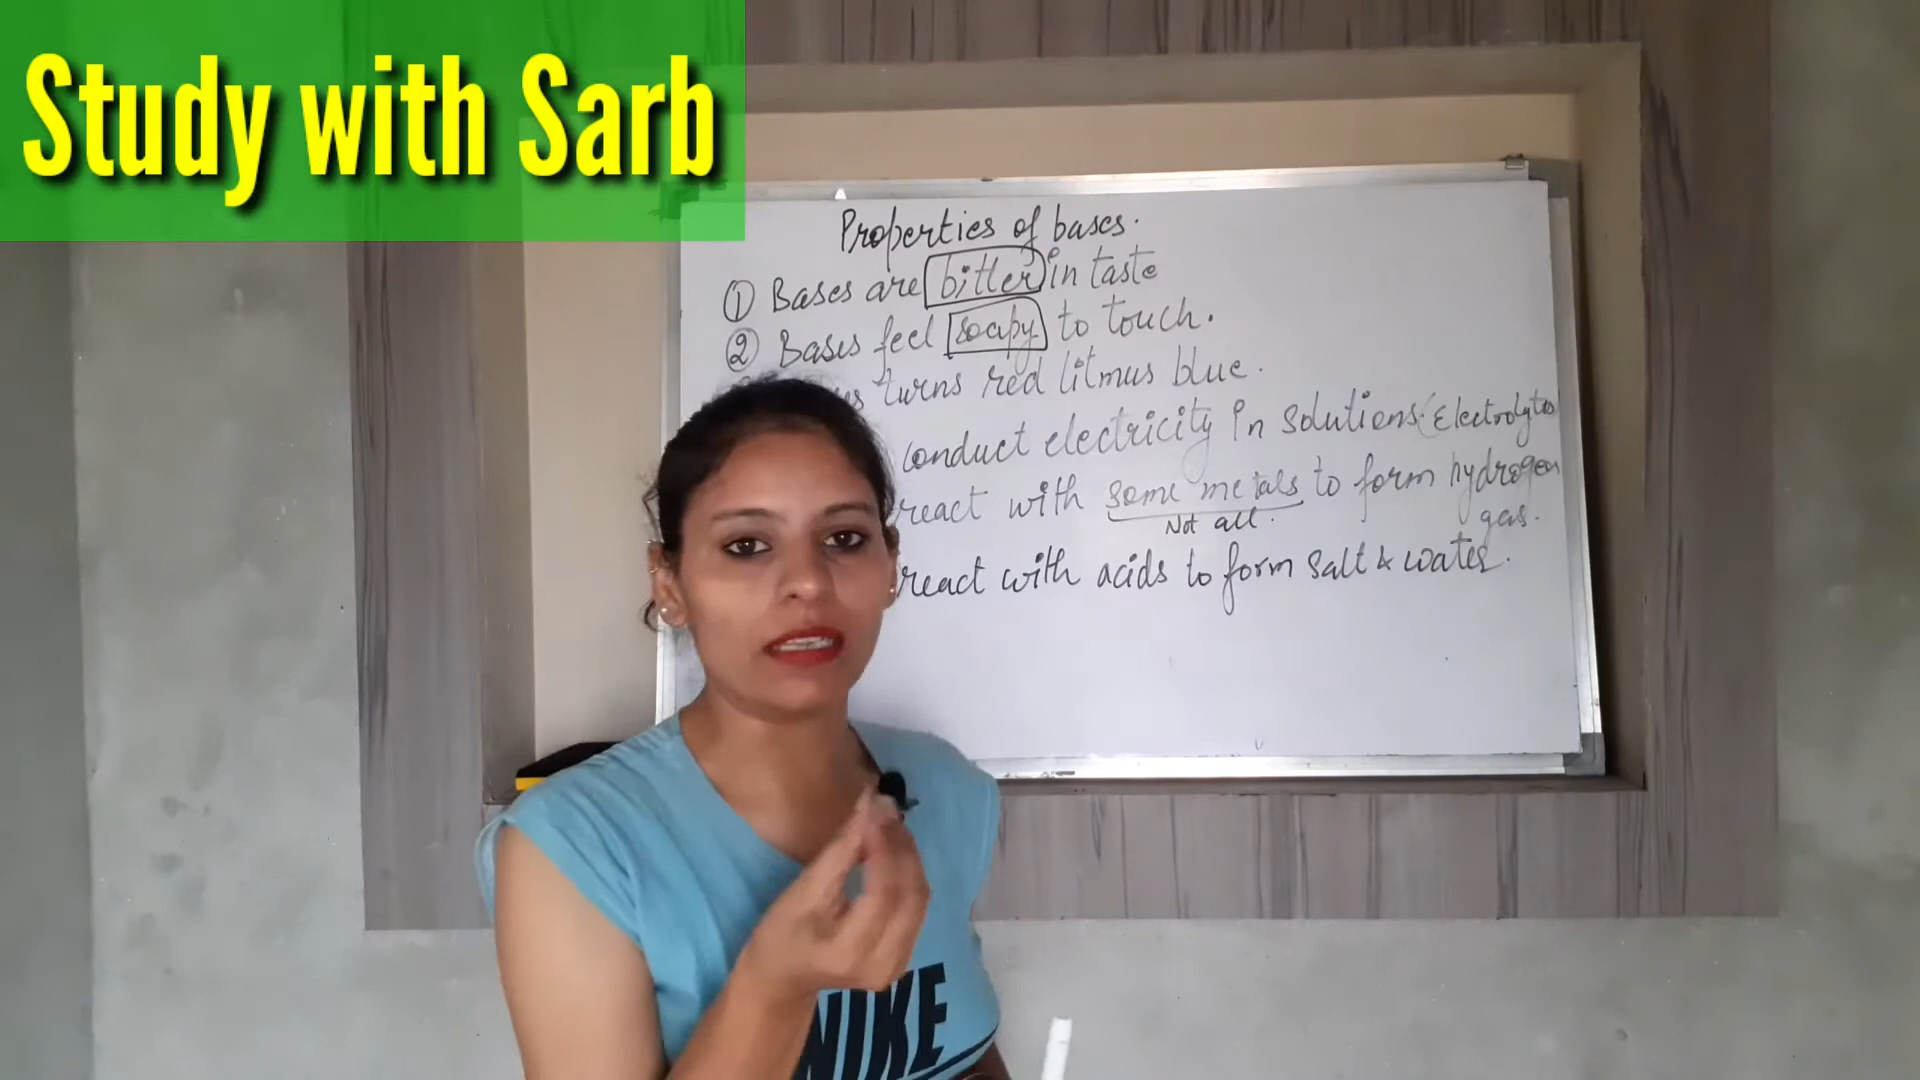 Study with Sarb
Properties of bases.
① Bases are bitter in taste
② Bases feel soapy to touch.
turns red litmus blue.
conduct electricity in solutions (Electrolytes
react with some metals to form hydrogen
Not all.
gas.
react with acids to form salt & water.
NIKE